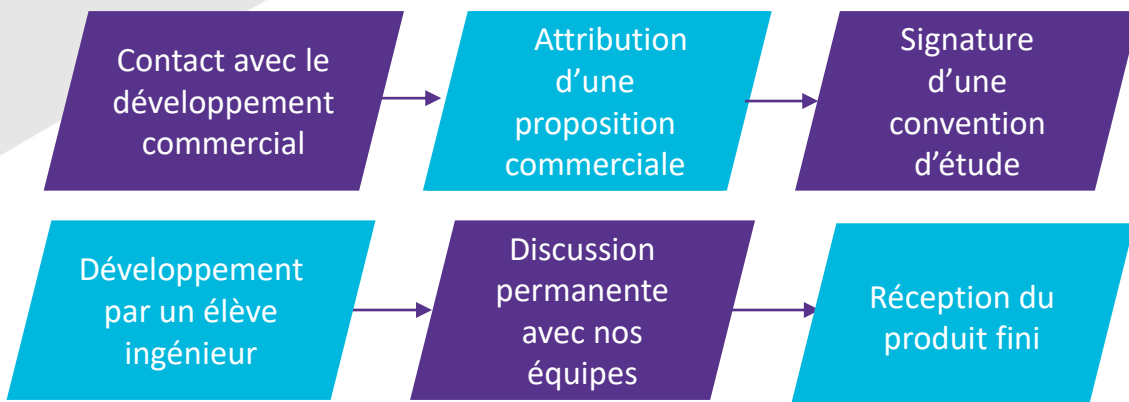 Contact avec le
développement
commercial
Attribution
d’une
proposition
commerciale
Signature
d’une
convention
d’étude
Développement
par un élève
ingénieur
Discussion
permanente
avec nos
équipes
Réception du
produit fini